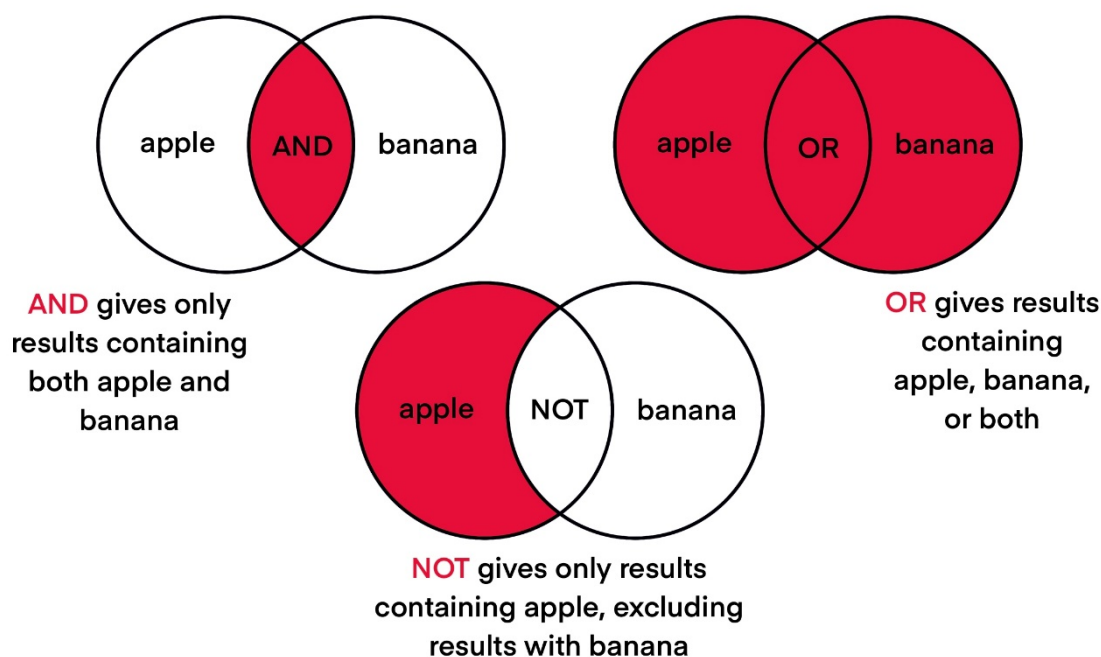 apple
AND
banana
AND gives only
results containing
both apple and
banana
apple
OR
banana
OR gives results
containing
apple, banana,
or both
apple
NOT
banana
NOT gives only results
containing apple, excluding
results with banana